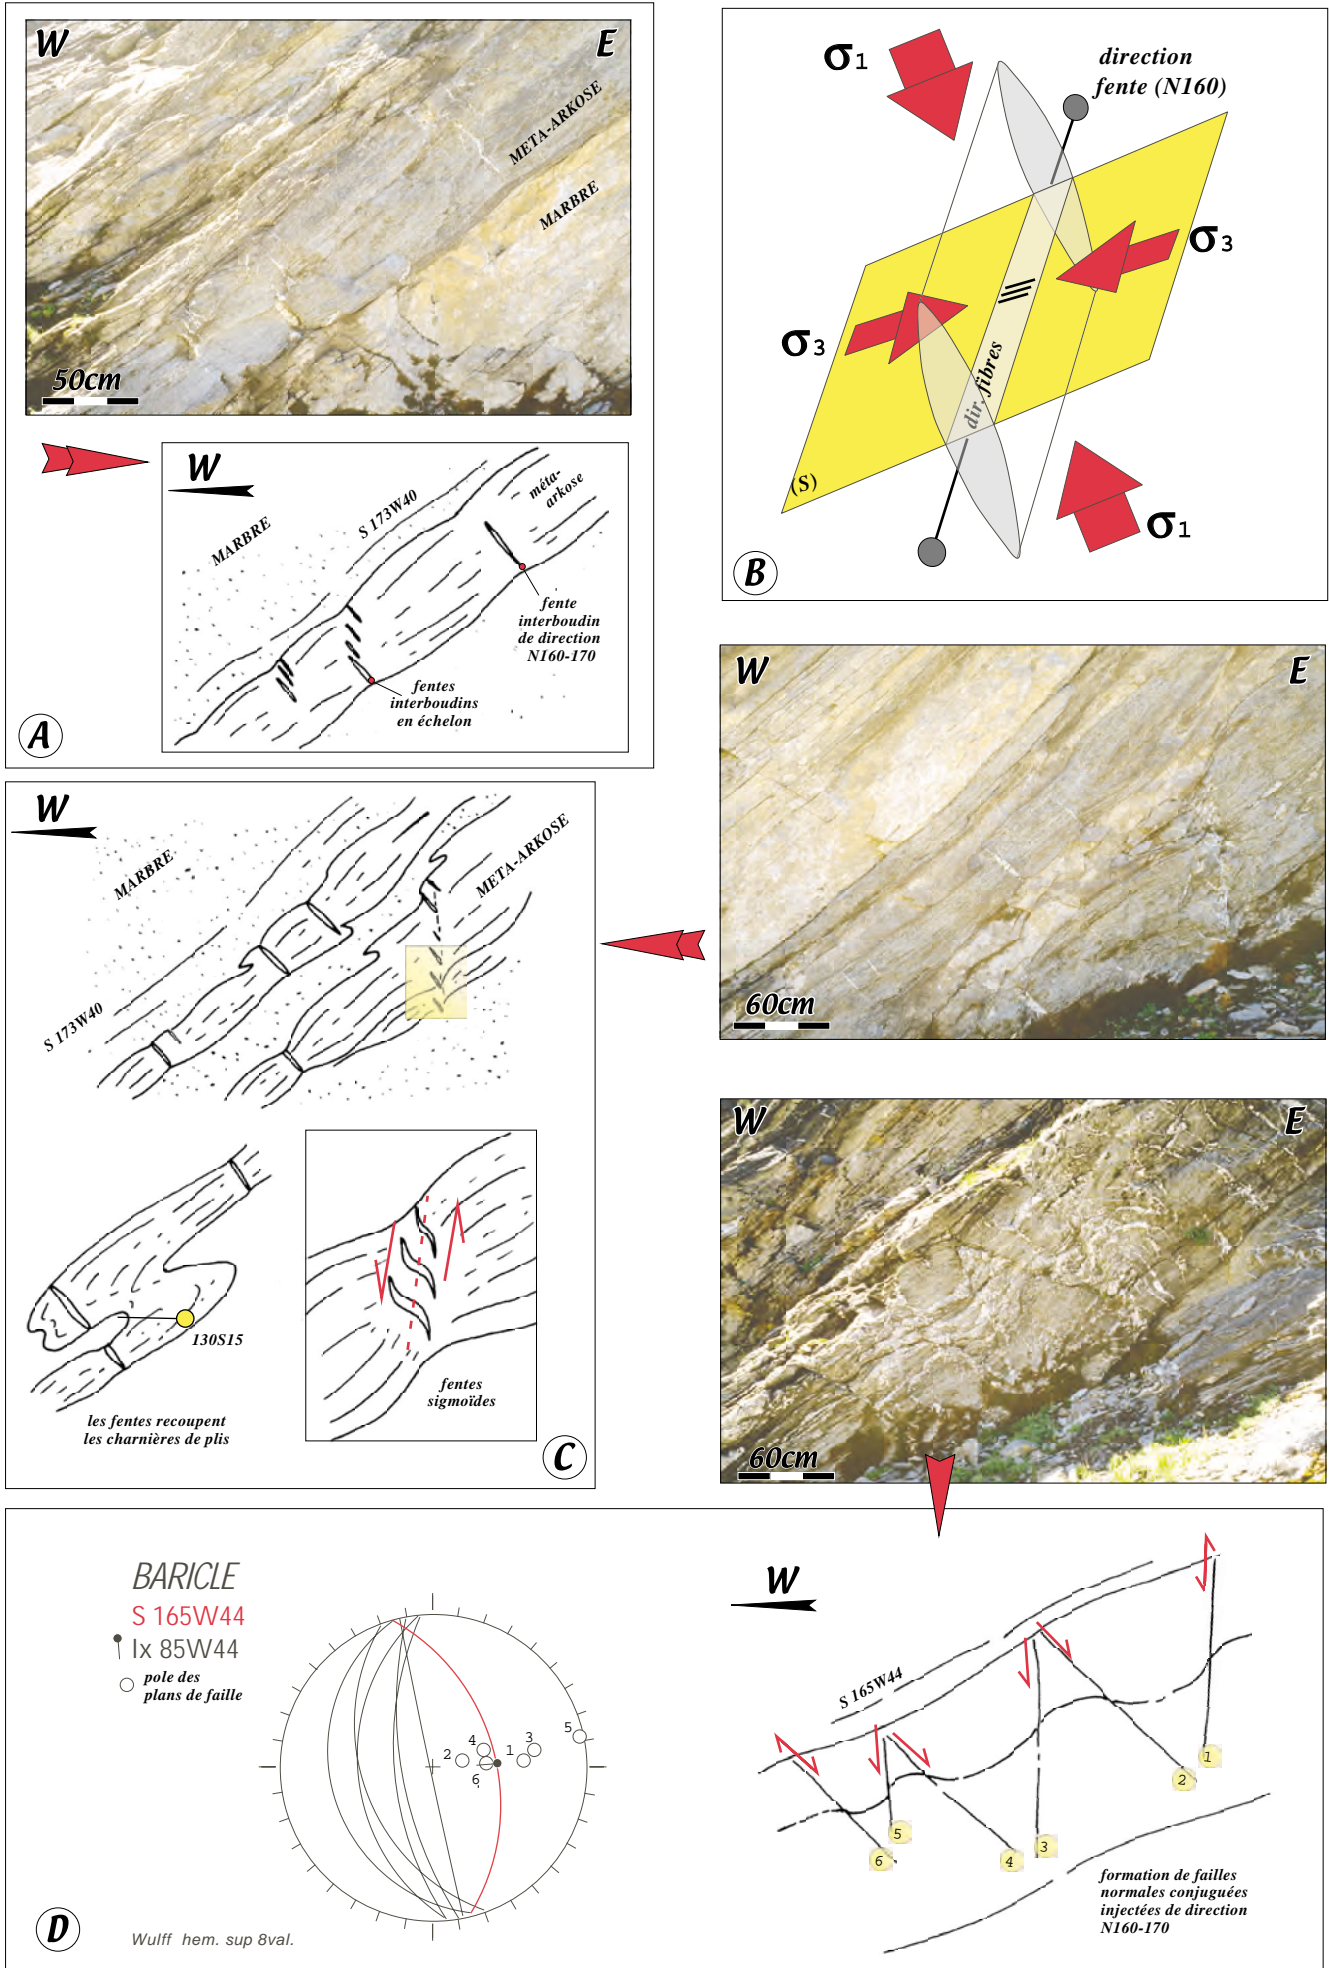 W
E
META-ARKOSE
MARBRE
50cm
W
MARBRE
S 173W40
méta-
arkose
fente
interboudin
de direction
N160-170
fentes
interboudins
en échelon
A
σ1
direction
fente (N160)
σ3
σ3
dir. fibres
(S)
σ1
B
W
E
60cm
W
MARBRE
META-ARKOSE
S 173W40
130S15
les fentes recoupent
les charnières de plis
fentes
sigmoïdes
C
W
E
60cm
BARICLE
S 165W44
lx 85W44
pole des
plans de faille
2
4
6
1
3
5
Wulff hem. sup 8val.
D
W
S 165W44
1
2
3
4
5
6
formation de failles
normales conjuguées
injectées de direction
N160-170